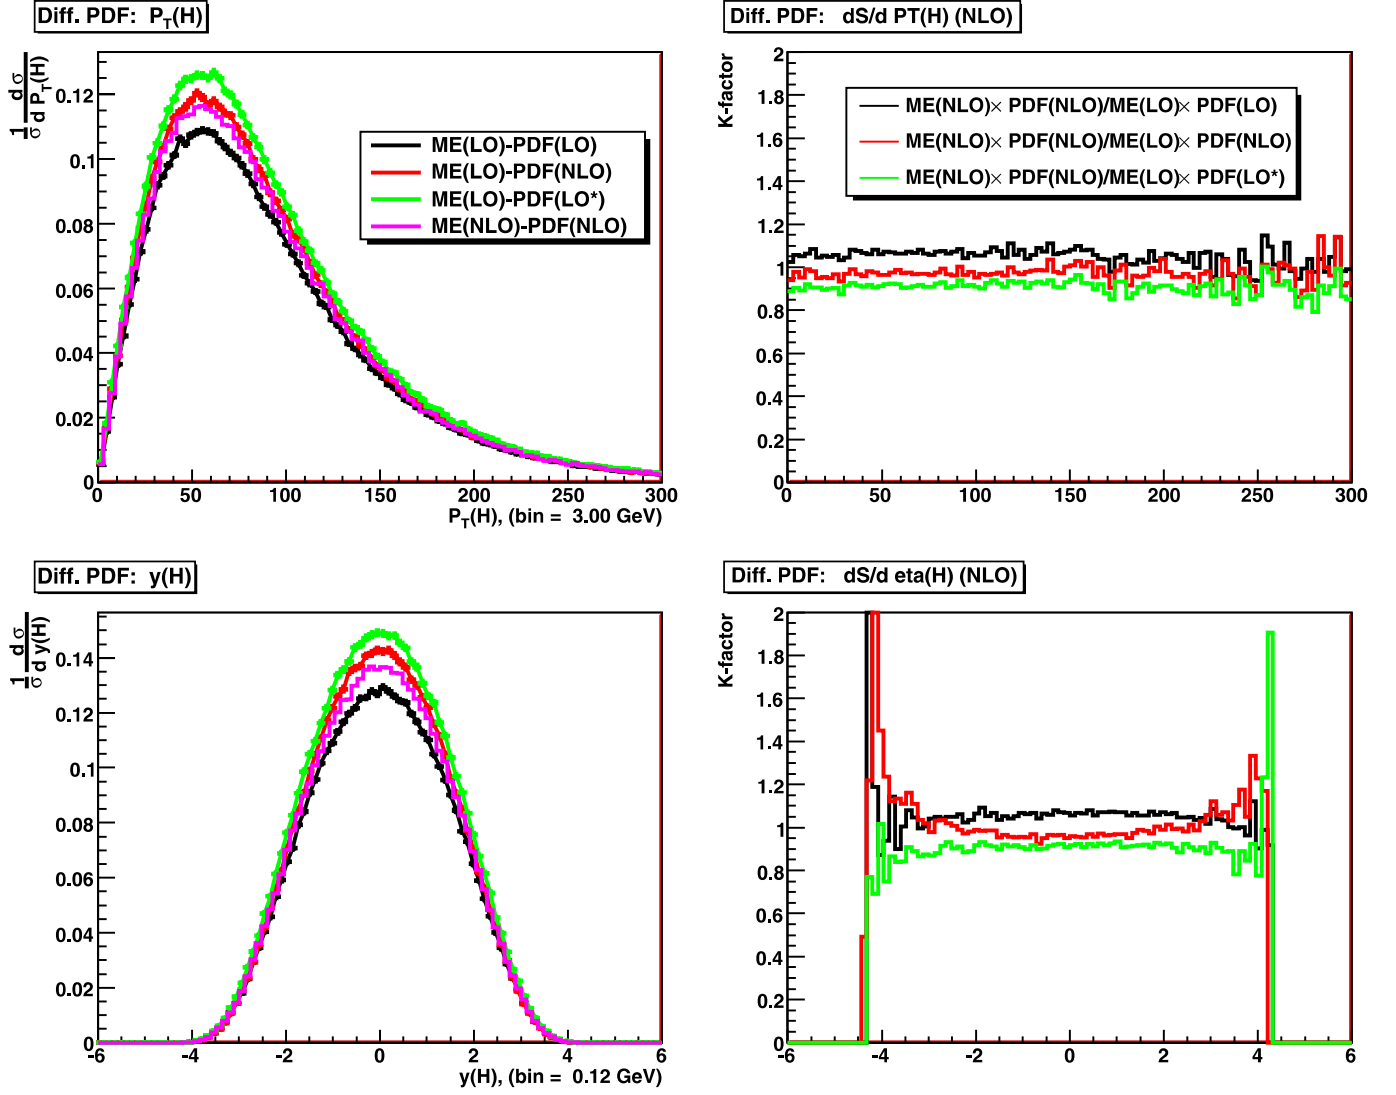 Diff. PDF: P_T(H)
1/σ dσ/d P_T(H)
0.12
0.1
0.08
0.06
0.04
0.02
0
ME(LO)-PDF(LO)
ME(LO)-PDF(NLO)
ME(LO)-PDF(LO*)
ME(NLO)-PDF(NLO)
0 50 100 150 200 250 300
P_T(H), (bin = 3.00 GeV)
Diff. PDF: dS/d PT(H) (NLO)
K-factor
2
1.8
1.6
1.4
1.2
1
0.8
0.6
0.4
0.2
0
ME(NLO)× PDF(NLO)/ME(LO)× PDF(LO)
ME(NLO)× PDF(NLO)/ME(LO)× PDF(NLO)
ME(NLO)× PDF(NLO)/ME(LO)× PDF(LO*)
0 50 100 150 200 250 300
Diff. PDF: y(H)
1/σ dσ/d y(H)
0.14
0.12
0.1
0.08
0.06
0.04
0.02
0
-6 -4 -2 0 2 4 6
y(H), (bin = 0.12 GeV)
Diff. PDF: dS/d eta(H) (NLO)
K-factor
2
1.8
1.6
1.4
1.2
1
0.8
0.6
0.4
0.2
0
-6 -4 -2 0 2 4 6